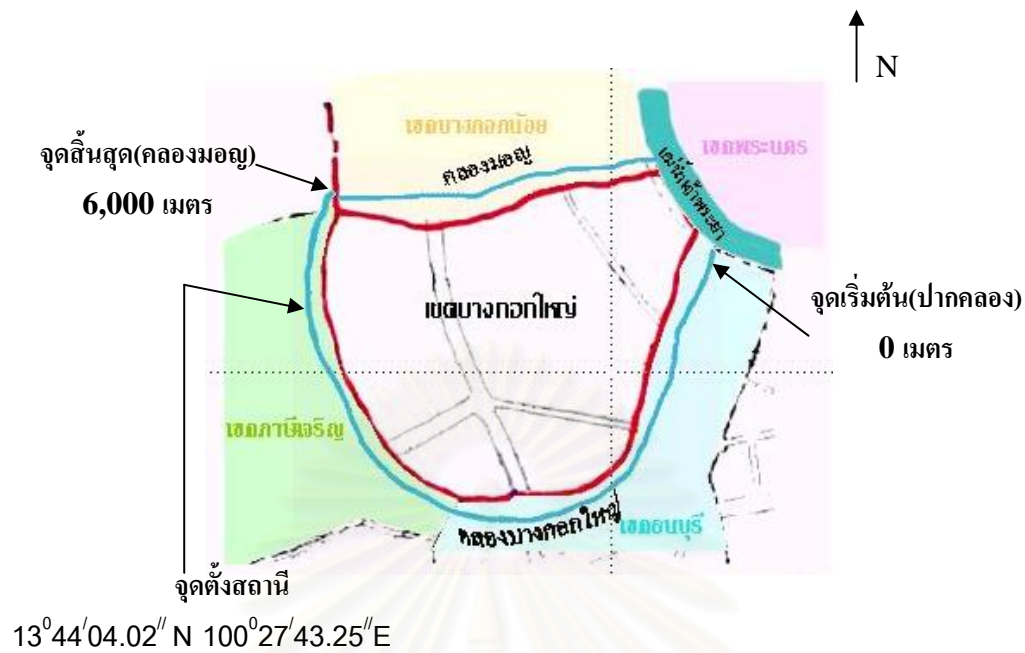 N
เขตบางกอกน้อย
เขตพระนคร
จุดสิ้นสุด(คลองมอญ)
6,000 เมตร
คลองมอญ
แม่น้ำเจ้าพระยา
เขตบางกอกใหญ่
จุดเริ่มต้น(ปากคลอง)
0 เมตร
เขตภาษีเจริญ
คลองบางกอกใหญ่
เขตธนบุรี
จุดตั้งสถานี
13⁰44/04.02// N 100⁰27/43.25//E